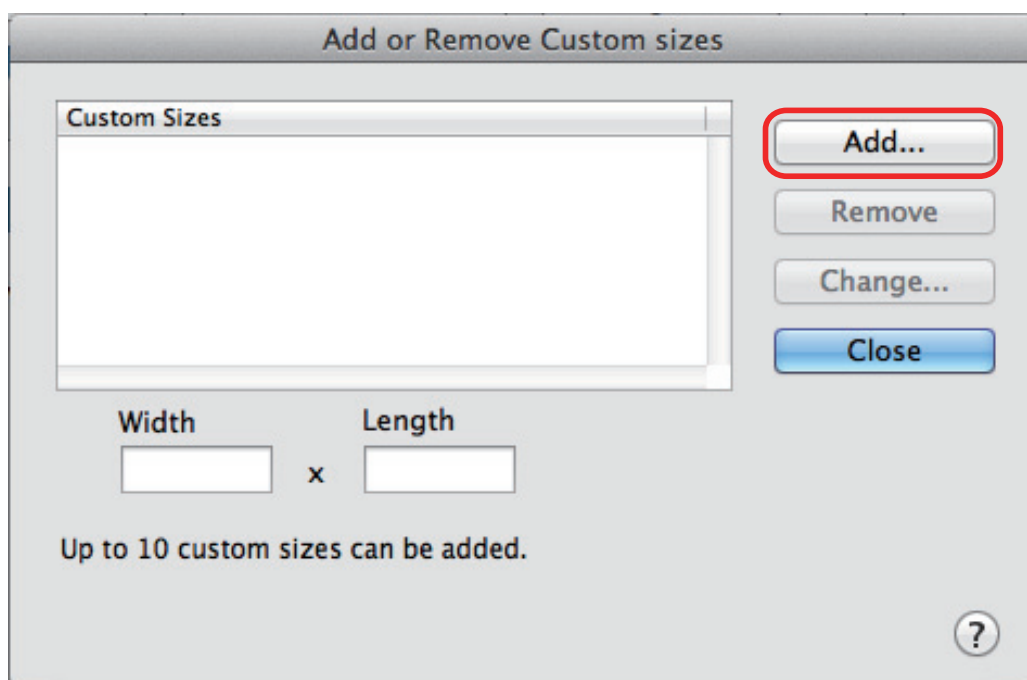 Add or Remove Custom sizes
Custom Sizes
Add...
Remove
Change...
Close
Width
Length
x
Up to 10 custom sizes can be added.
?